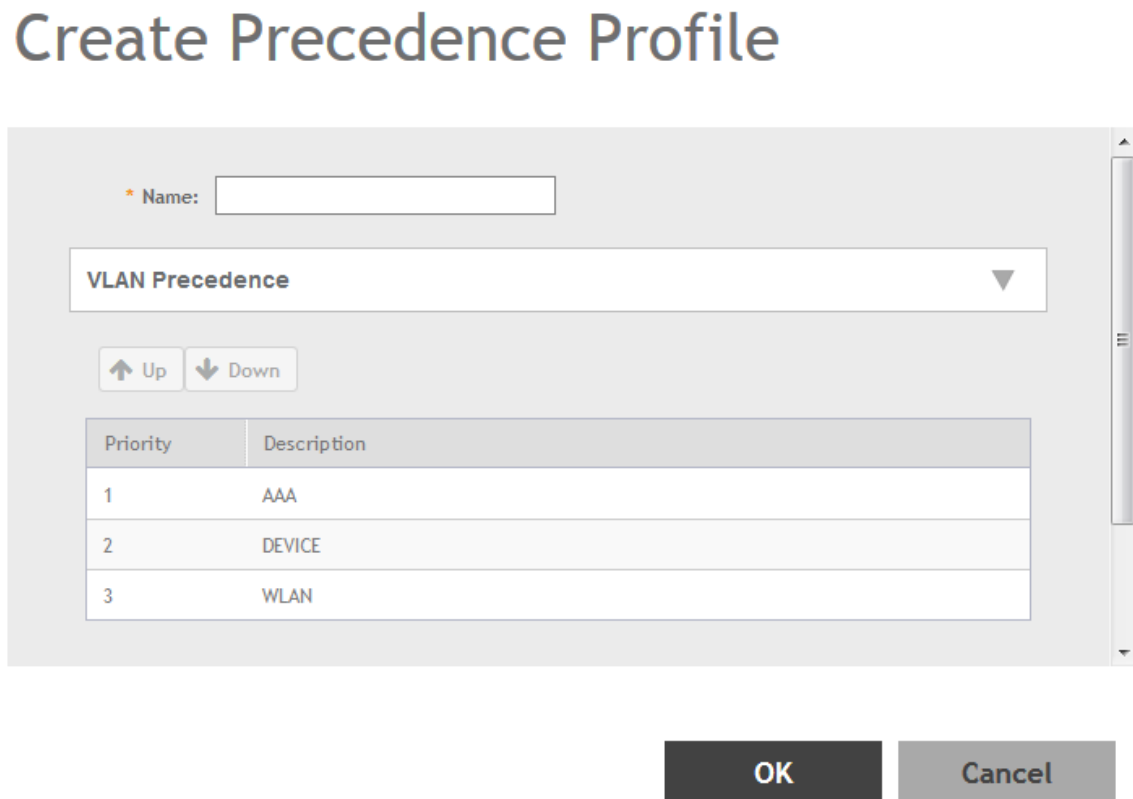 Create Precedence Profile
* Name:
VLAN Precedence
Up Down
Priority Description
1 AAA
2 DEVICE
3 WLAN
OK Cancel